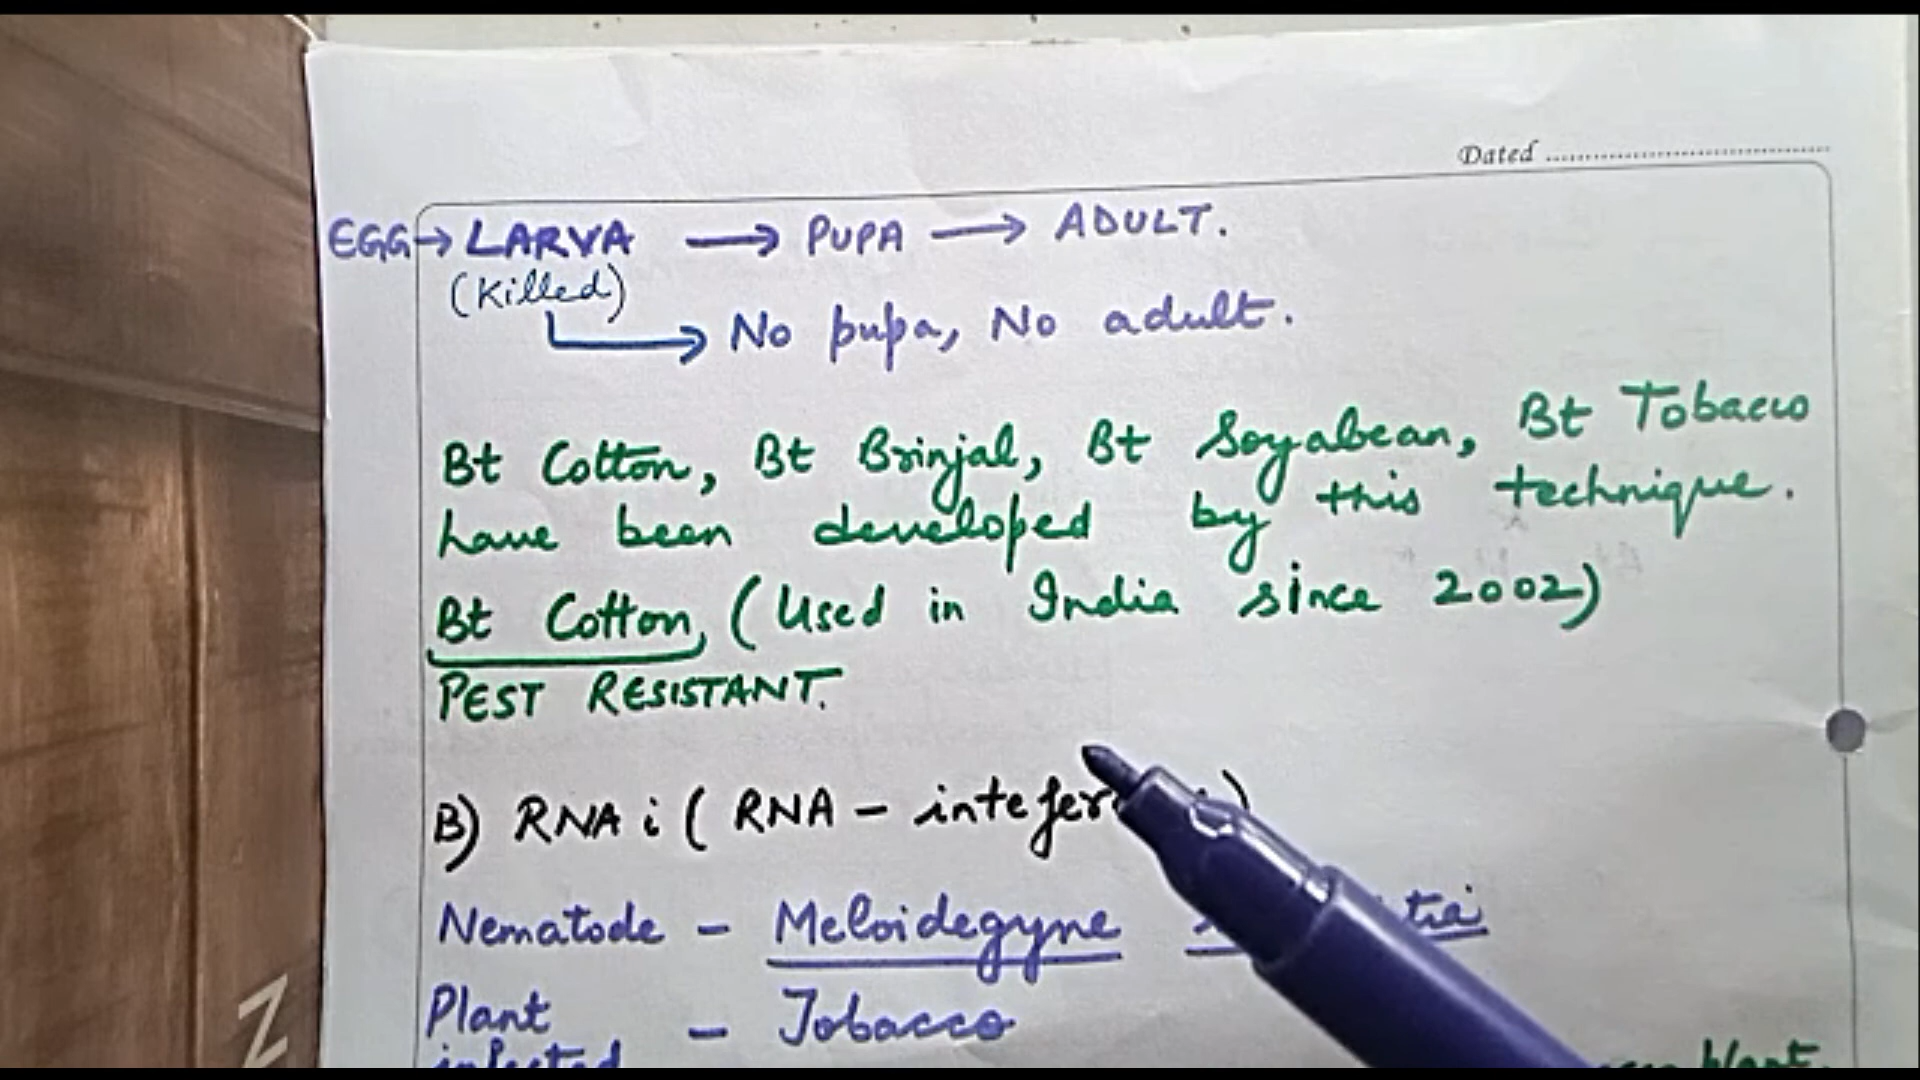 Dated
EGG → LARVA → PUPA → ADULT.
(Killed)
→ No pupa, No adult.
Bt Cotton, Bt Brinjal, Bt Soyabean, Bt Tobacco
have been developed by this technique.
Bt Cotton, (Used in India since 2002)
PEST RESISTANT.
B) RNA i ( RNA - )
Nematode - Meloidegyne
Plant - Tobacco
infected
plant.